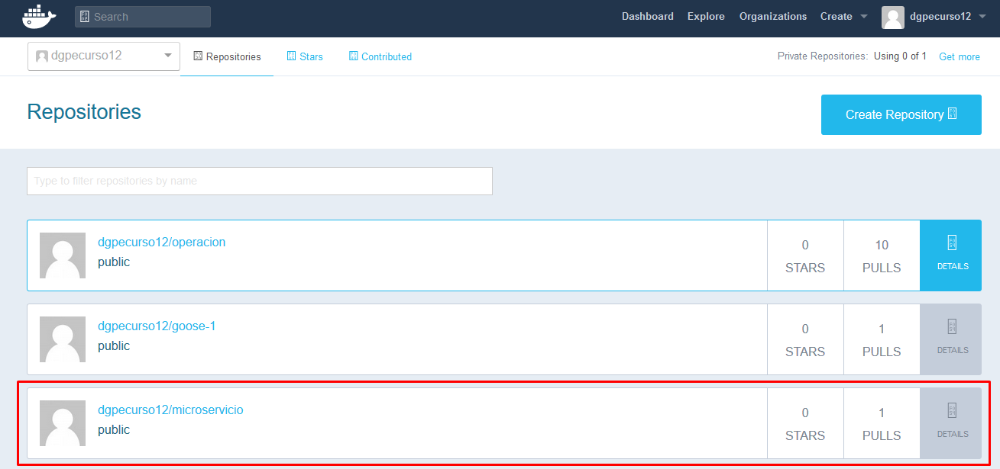 Search
Dashboard Explore Organizations Create dgpecurso12
dgpecurso12 Repositories Stars Contributed Private Repositories: Using 0 of 1 Get more
Repositories
Create Repository
Type to filter repositories by name
dgpecurso12/operacion
public
0
STARS
10
PULLS
DETAILS
dgpecurso12/goose-1
public
0
STARS
1
PULLS
DETAILS
dgpecurso12/microservicio
public
0
STARS
1
PULLS
DETAILS